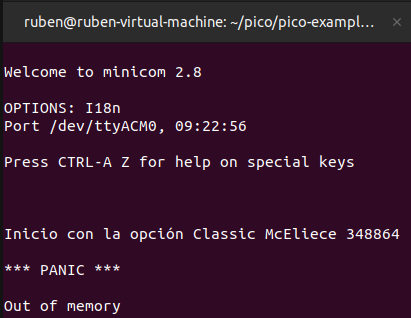 ruben@ruben-virtual-machine: ~/pico/pico-exampl...
Welcome to minicom 2.8
OPTIONS: I18n
Port /dev/ttyACM0, 09:22:56
Press CTRL-A Z for help on special keys
Inicio con la opción Classic McEliece 348864
*** PANIC ***
Out of memory